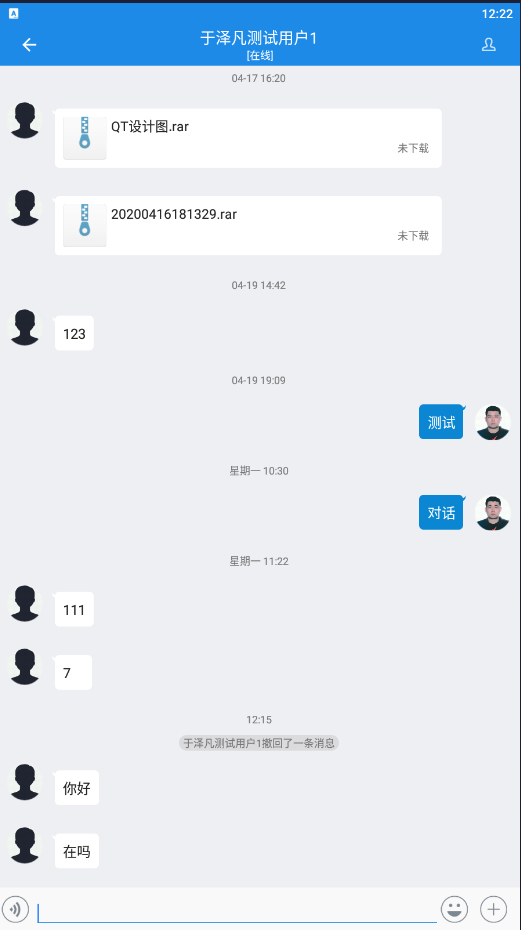 A
12:22
于泽凡测试用户1
[在线]
04-17 16:20
QT设计图.rar
未下载
20200416181329.rar
未下载
04-19 14:42
123
04-19 19:09
测试
星期一 10:30
对话
星期一 11:22
111
7
12:15
于泽凡测试用户1撤回了一条消息
你好
在吗